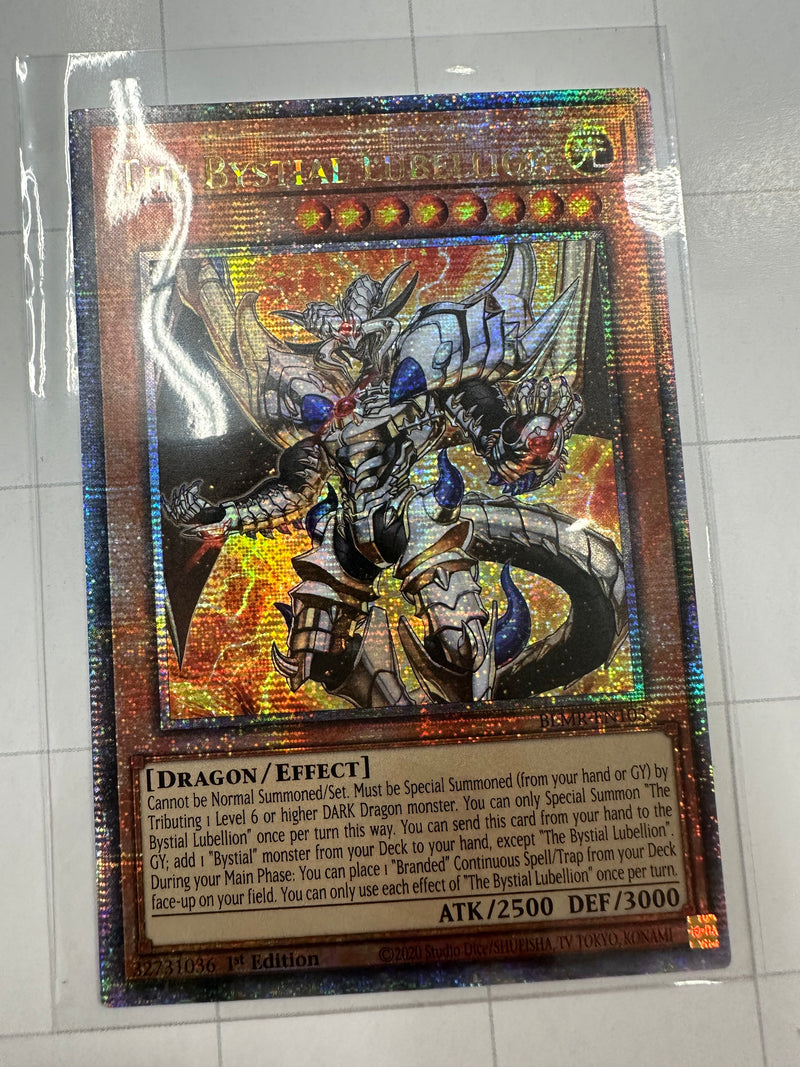 The Bystial Lubellion 光
BLMR-EN103
[Dragon/Effect]
Cannot be Normal Summoned/Set. Must be Special Summoned (from your hand or GY) by
Tributing 1 Level 6 or higher DARK Dragon monster. You can only Special Summon "The
Bystial Lubellion" once per turn this way. You can send this card from your hand to the
GY; add 1 "Bystial" monster from your Deck to your hand, except "The Bystial Lubellion".
During your Main Phase: You can place 1 "Branded" Continuous Spell/Trap from your Deck
face-up on your field. You can only use each effect of "The Bystial Lubellion" once per turn.
ATK/2500 DEF/3000
32731036 1st Edition ©2020 Studio Dice/SHUEISHA, TV TOKYO, KONAMI